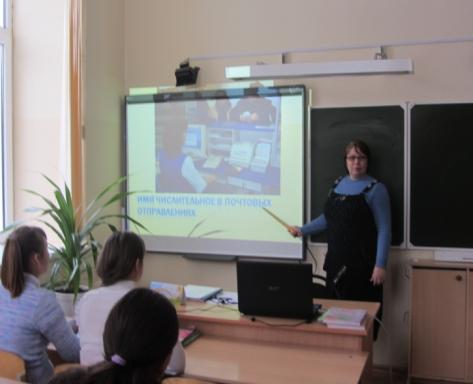 ИМЯ ЧИСЛИТЕЛЬНОЕ В ПОЧТОВЫХ
ОТПРАВЛЕНИЯХ